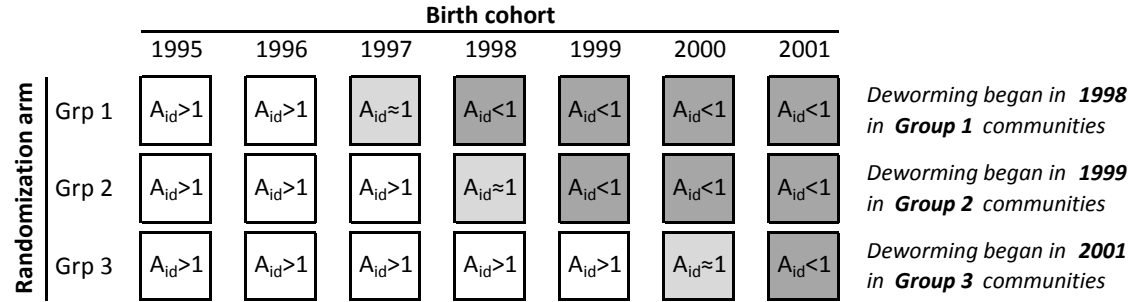 Birth cohort
1995 1996 1997 1998 1999 2000 2001
Randomization arm
Grp 1 A_id>1 A_id>1 A_id≈1 A_id<1 A_id<1 A_id<1 A_id<1 Deworming began in 1998
in Group 1 communities
Grp 2 A_id>1 A_id>1 A_id>1 A_id≈1 A_id<1 A_id<1 A_id<1 Deworming began in 1999
in Group 2 communities
Grp 3 A_id>1 A_id>1 A_id>1 A_id>1 A_id>1 A_id≈1 A_id<1 Deworming began in 2001
in Group 3 communities